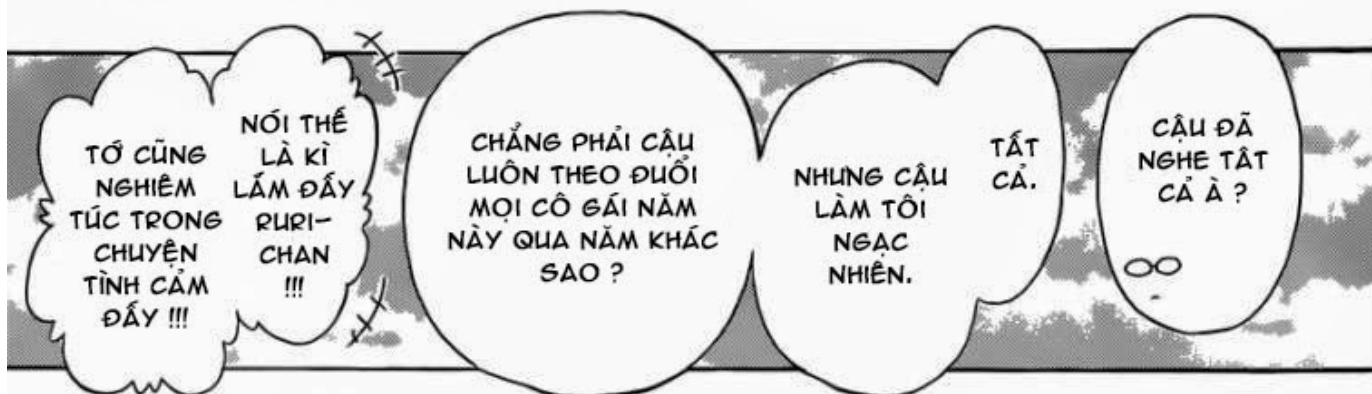 CẬU ĐÃ
NGHE TÂT
CẢ À ?
TẤT
CẢ.
NHƯNG CẬU
LÀM TÔI
NGẠC
NHIÊN.
CHẲNG PHẢI CẬU
LUÔN THEO ĐUỔI
MỌI CÔ GÁI NĂM
NÀY QUA NĂM KHÁC
SAO ?
NÓI THẾ
LÀ KÌ
LẮM ĐẤY
RURI-
CHAN
!!!
TỚ CŨNG
NGHIÊM
TÚC TRONG
CHUYỆN
TÌNH CẢM
ĐẤY !!!